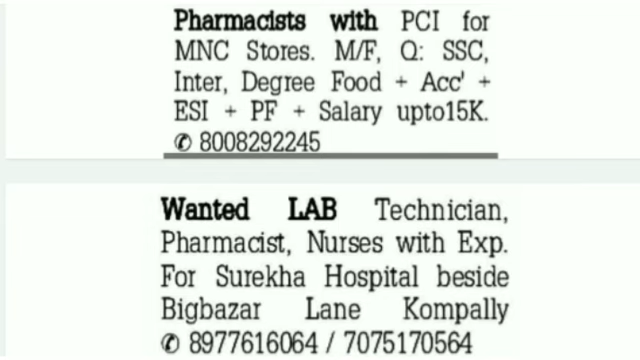 Pharmacists with PCI for
MNC Stores. M/F, Q: SSC,
Inter, Degree Food + Acc' +
ESI + PF + Salary upto15K.
✆ 8008292245
Wanted LAB Technician,
Pharmacist, Nurses with Exp.
For Surekha Hospital beside
Bigbazar Lane Kompally
✆ 8977616064 / 7075170564